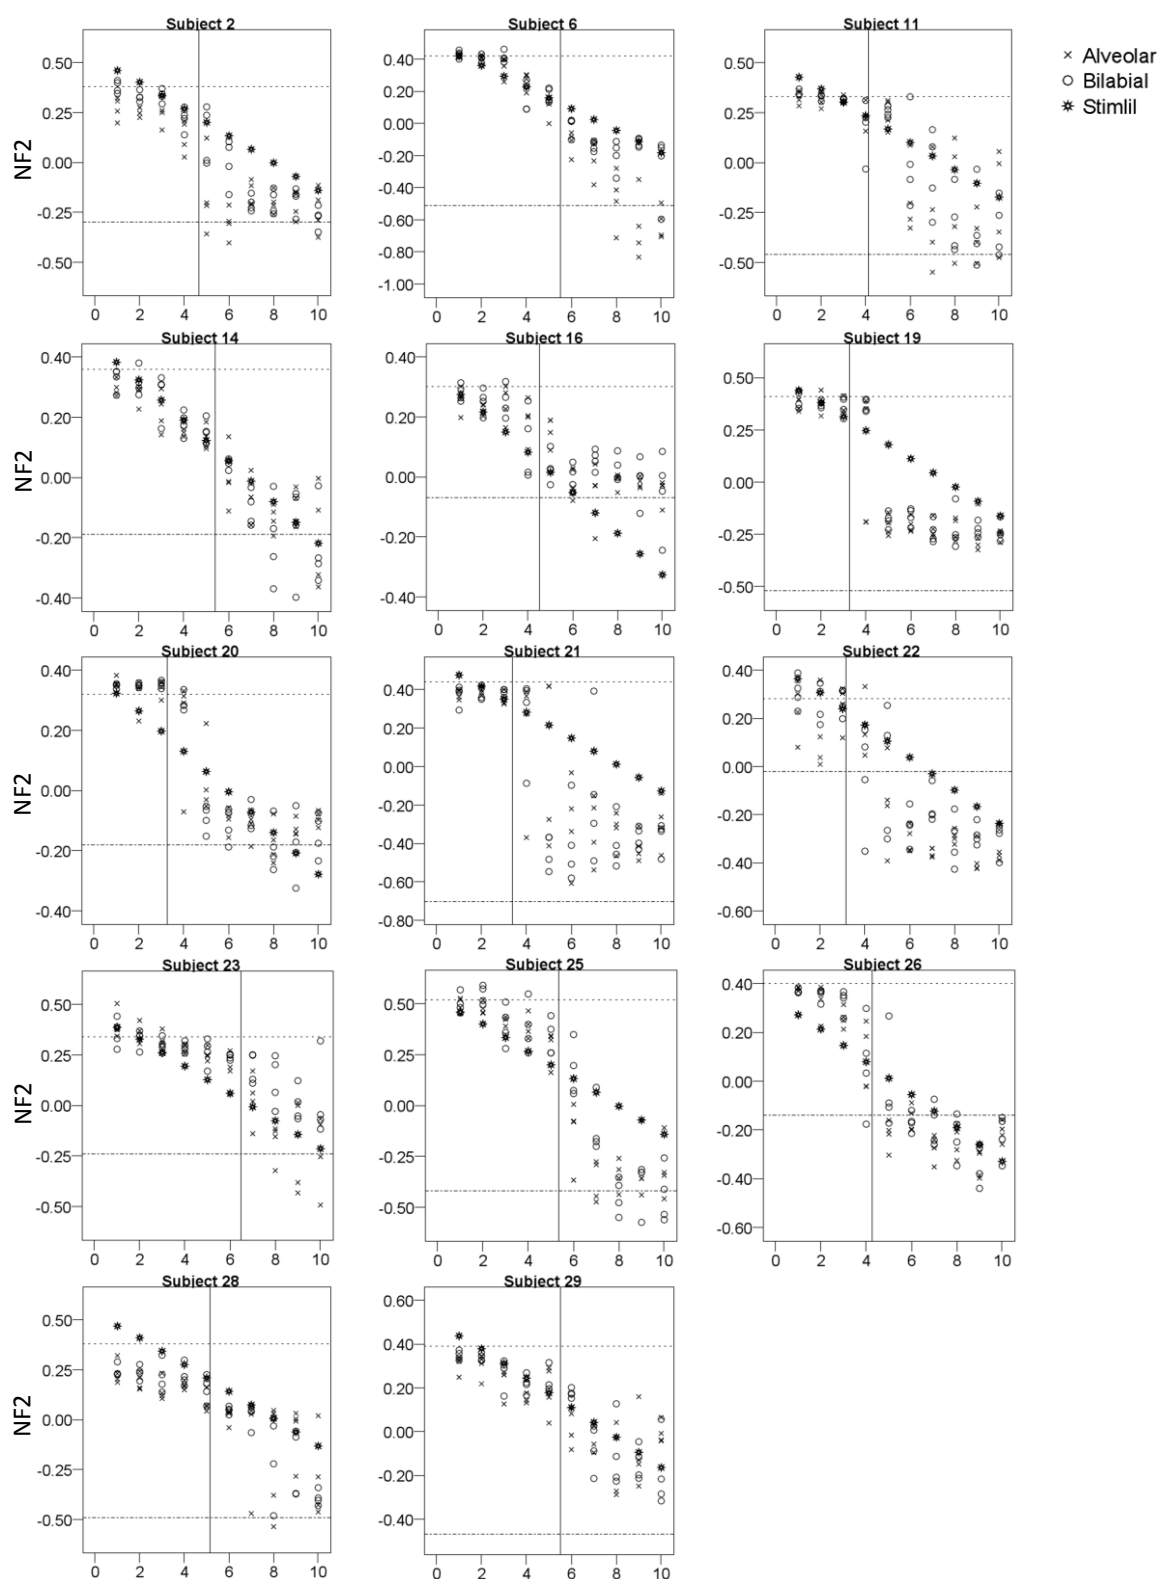 Subject 2 Subject 6 Subject 11
× Alveolar
○ Bilabial
Stimlil
NF2
0.50 0.25 0.00 -0.25 -0.50
0.40 0.20 0.00 -0.20 -0.40 -0.60 -0.80 -1.00
0.50 0.25 0.00 -0.25 -0.50
0 2 4 6 8 10 0 2 4 6 8 10 0 2 4 6 8 10
Subject 14 Subject 16 Subject 19
NF2
0.40 0.20 0.00 -0.20 -0.40
0.40 0.20 0.00 -0.20 -0.40
0.50 0.25 0.00 -0.25 -0.50
0 2 4 6 8 10 0 2 4 6 8 10 0 2 4 6 8 10
Subject 20 Subject 21 Subject 22
NF2
0.40 0.20 0.00 -0.20 -0.40
0.40 0.20 0.00 -0.20 -0.40 -0.60 -0.80
0.40 0.20 0.00 -0.20 -0.40 -0.60
0 2 4 6 8 10 0 2 4 6 8 10 0 2 4 6 8 10
Subject 23 Subject 25 Subject 26
NF2
0.50 0.25 0.00 -0.25 -0.50
0.50 0.25 0.00 -0.25 -0.50
0.40 0.20 0.00 -0.20 -0.40 -0.60
0 2 4 6 8 10 0 2 4 6 8 10 0 2 4 6 8 10
Subject 28 Subject 29
NF2
0.50 0.25 0.00 -0.25 -0.50
0.60 0.40 0.20 0.00 -0.20 -0.40
0 2 4 6 8 10 0 2 4 6 8 10